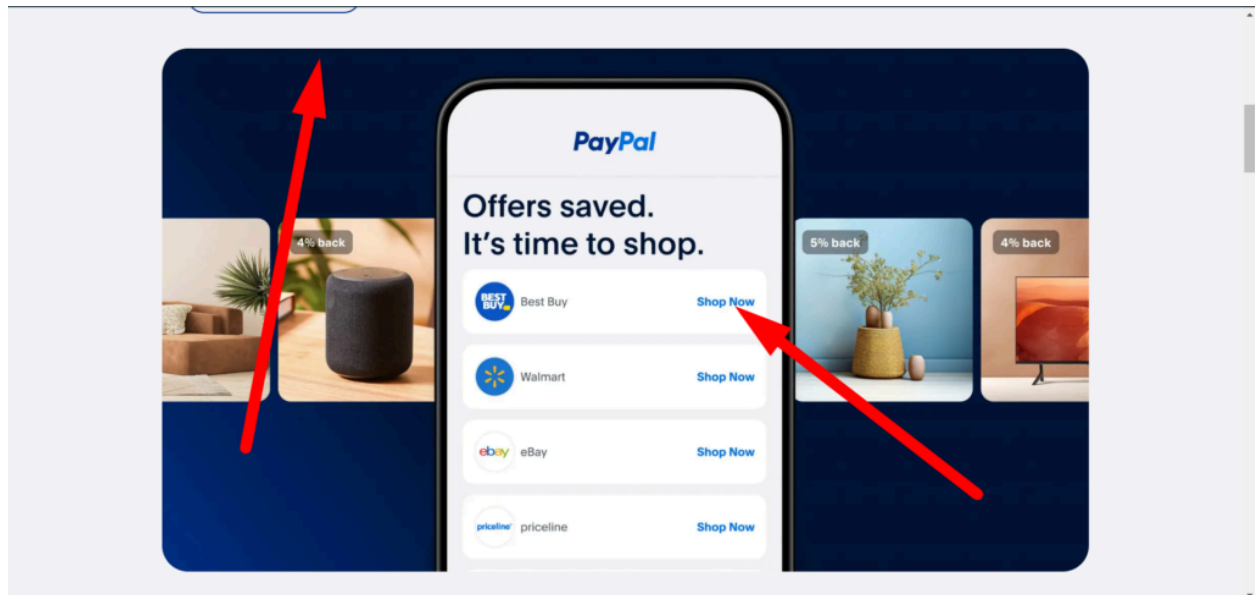 PayPal
Offers saved.
It's time to shop.
4% back
5% back
4% back
BEST BUY Best Buy Shop Now
Walmart Shop Now
ebay eBay Shop Now
priceline priceline Shop Now